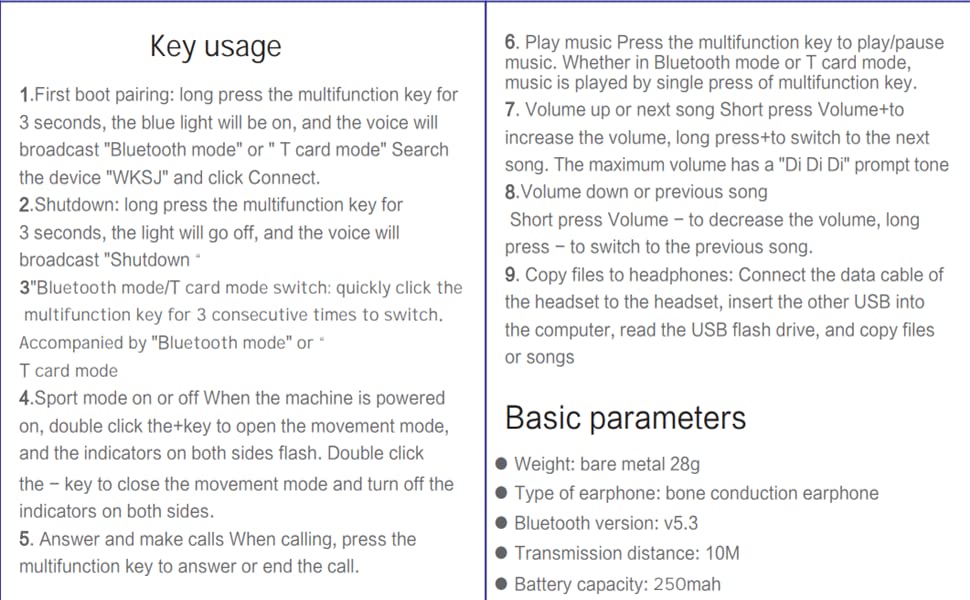 Key usage
1.First boot pairing: long press the multifunction key for
3 seconds, the blue light will be on, and the voice will
broadcast "Bluetooth mode" or " T card mode" Search
the device "WKSJ" and click Connect.
2.Shutdown: long press the multifunction key for
3 seconds, the light will go off, and the voice will
broadcast "Shutdown “
3"Bluetooth mode/T card mode switch: quickly click the
multifunction key for 3 consecutive times to switch.
Accompanied by "Bluetooth mode" or “
T card mode
4.Sport mode on or off When the machine is powered
on, double click the+key to open the movement mode,
and the indicators on both sides flash. Double click
the − key to close the movement mode and turn off the
indicators on both sides.
5. Answer and make calls When calling, press the
multifunction key to answer or end the call.
6. Play music Press the multifunction key to play/pause
music. Whether in Bluetooth mode or T card mode,
music is played by single press of multifunction key.
7. Volume up or next song Short press Volume+to
increase the volume, long press+to switch to the next
song. The maximum volume has a "Di Di Di" prompt tone
8.Volume down or previous song
Short press Volume − to decrease the volume, long
press − to switch to the previous song.
9. Copy files to headphones: Connect the data cable of
the headset to the headset, insert the other USB into
the computer, read the USB flash drive, and copy files
or songs
Basic parameters
● Weight: bare metal 28g
● Type of earphone: bone conduction earphone
● Bluetooth version: v5.3
● Transmission distance: 10M
● Battery capacity: 250mah